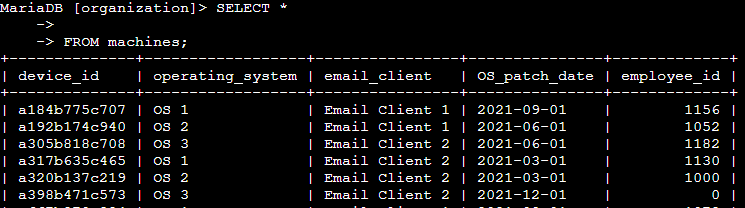 MariaDB [organization]> SELECT *
    ->
    -> FROM machines;
+--------------+------------------+----------------+---------------+-------------+
| device_id    | operating_system | email_client   | OS_patch_date | employee_id |
+--------------+------------------+----------------+---------------+-------------+
| a184b775c707 | OS 1             | Email Client 1 | 2021-09-01    |        1156 |
| a192b174c940 | OS 2             | Email Client 1 | 2021-06-01    |        1052 |
| a305b818c708 | OS 3             | Email Client 2 | 2021-06-01    |        1182 |
| a317b635c465 | OS 1             | Email Client 2 | 2021-03-01    |        1130 |
| a320b137c219 | OS 2             | Email Client 2 | 2021-03-01    |        1000 |
| a398b471c573 | OS 3             | Email Client 2 | 2021-12-01    |           0 |